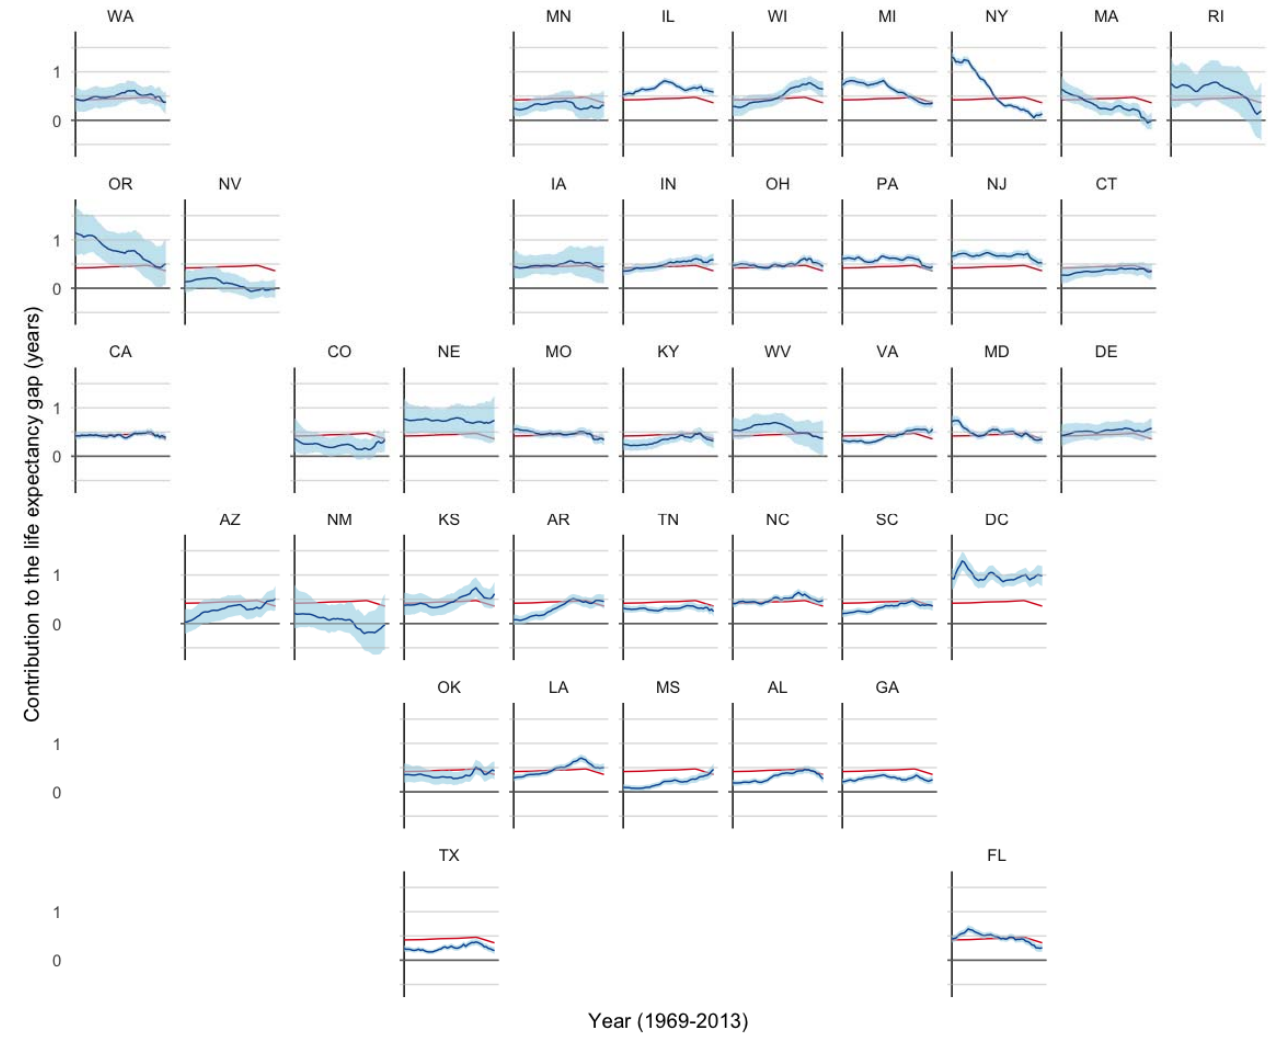 WA MN IL WI MI NY MA RI
1
0
OR NV IA IN OH PA NJ CT
1
0
CA CO NE MO KY WV VA MD DE
1
0
AZ NM KS AR TN NC SC DC
1
0
OK LA MS AL GA
1
0
TX FL
1
0
Contribution to the life expectancy gap (years)
Year (1969-2013)